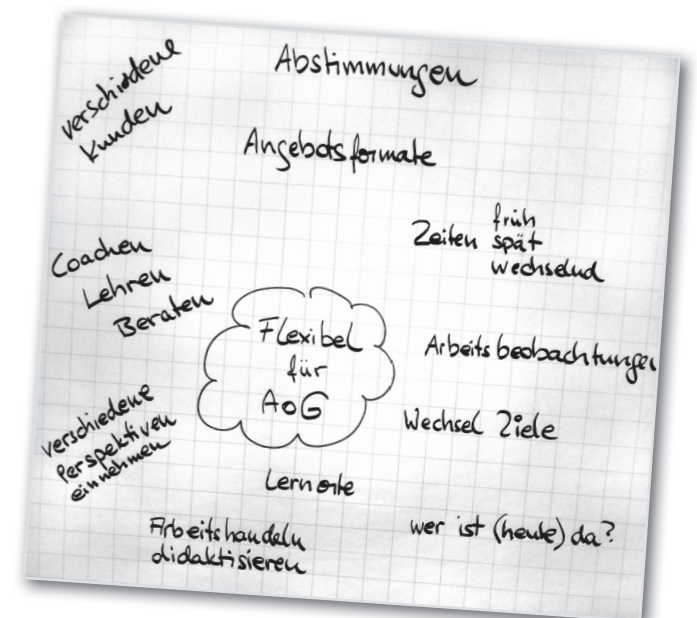 verschiedene
Kunden
Abstimmungen
Angebotsformate
Zeiten früh
spät
wechselnd
Coachen
Lehren
Beraten
Flexibel
für
AoG
Arbeitsbeobachtungen
Wechsel Ziele
verschiedene
Perspektiven
einnehmen
Lernorte
Arbeitshandeln
didaktisieren
wer ist (heute) da?